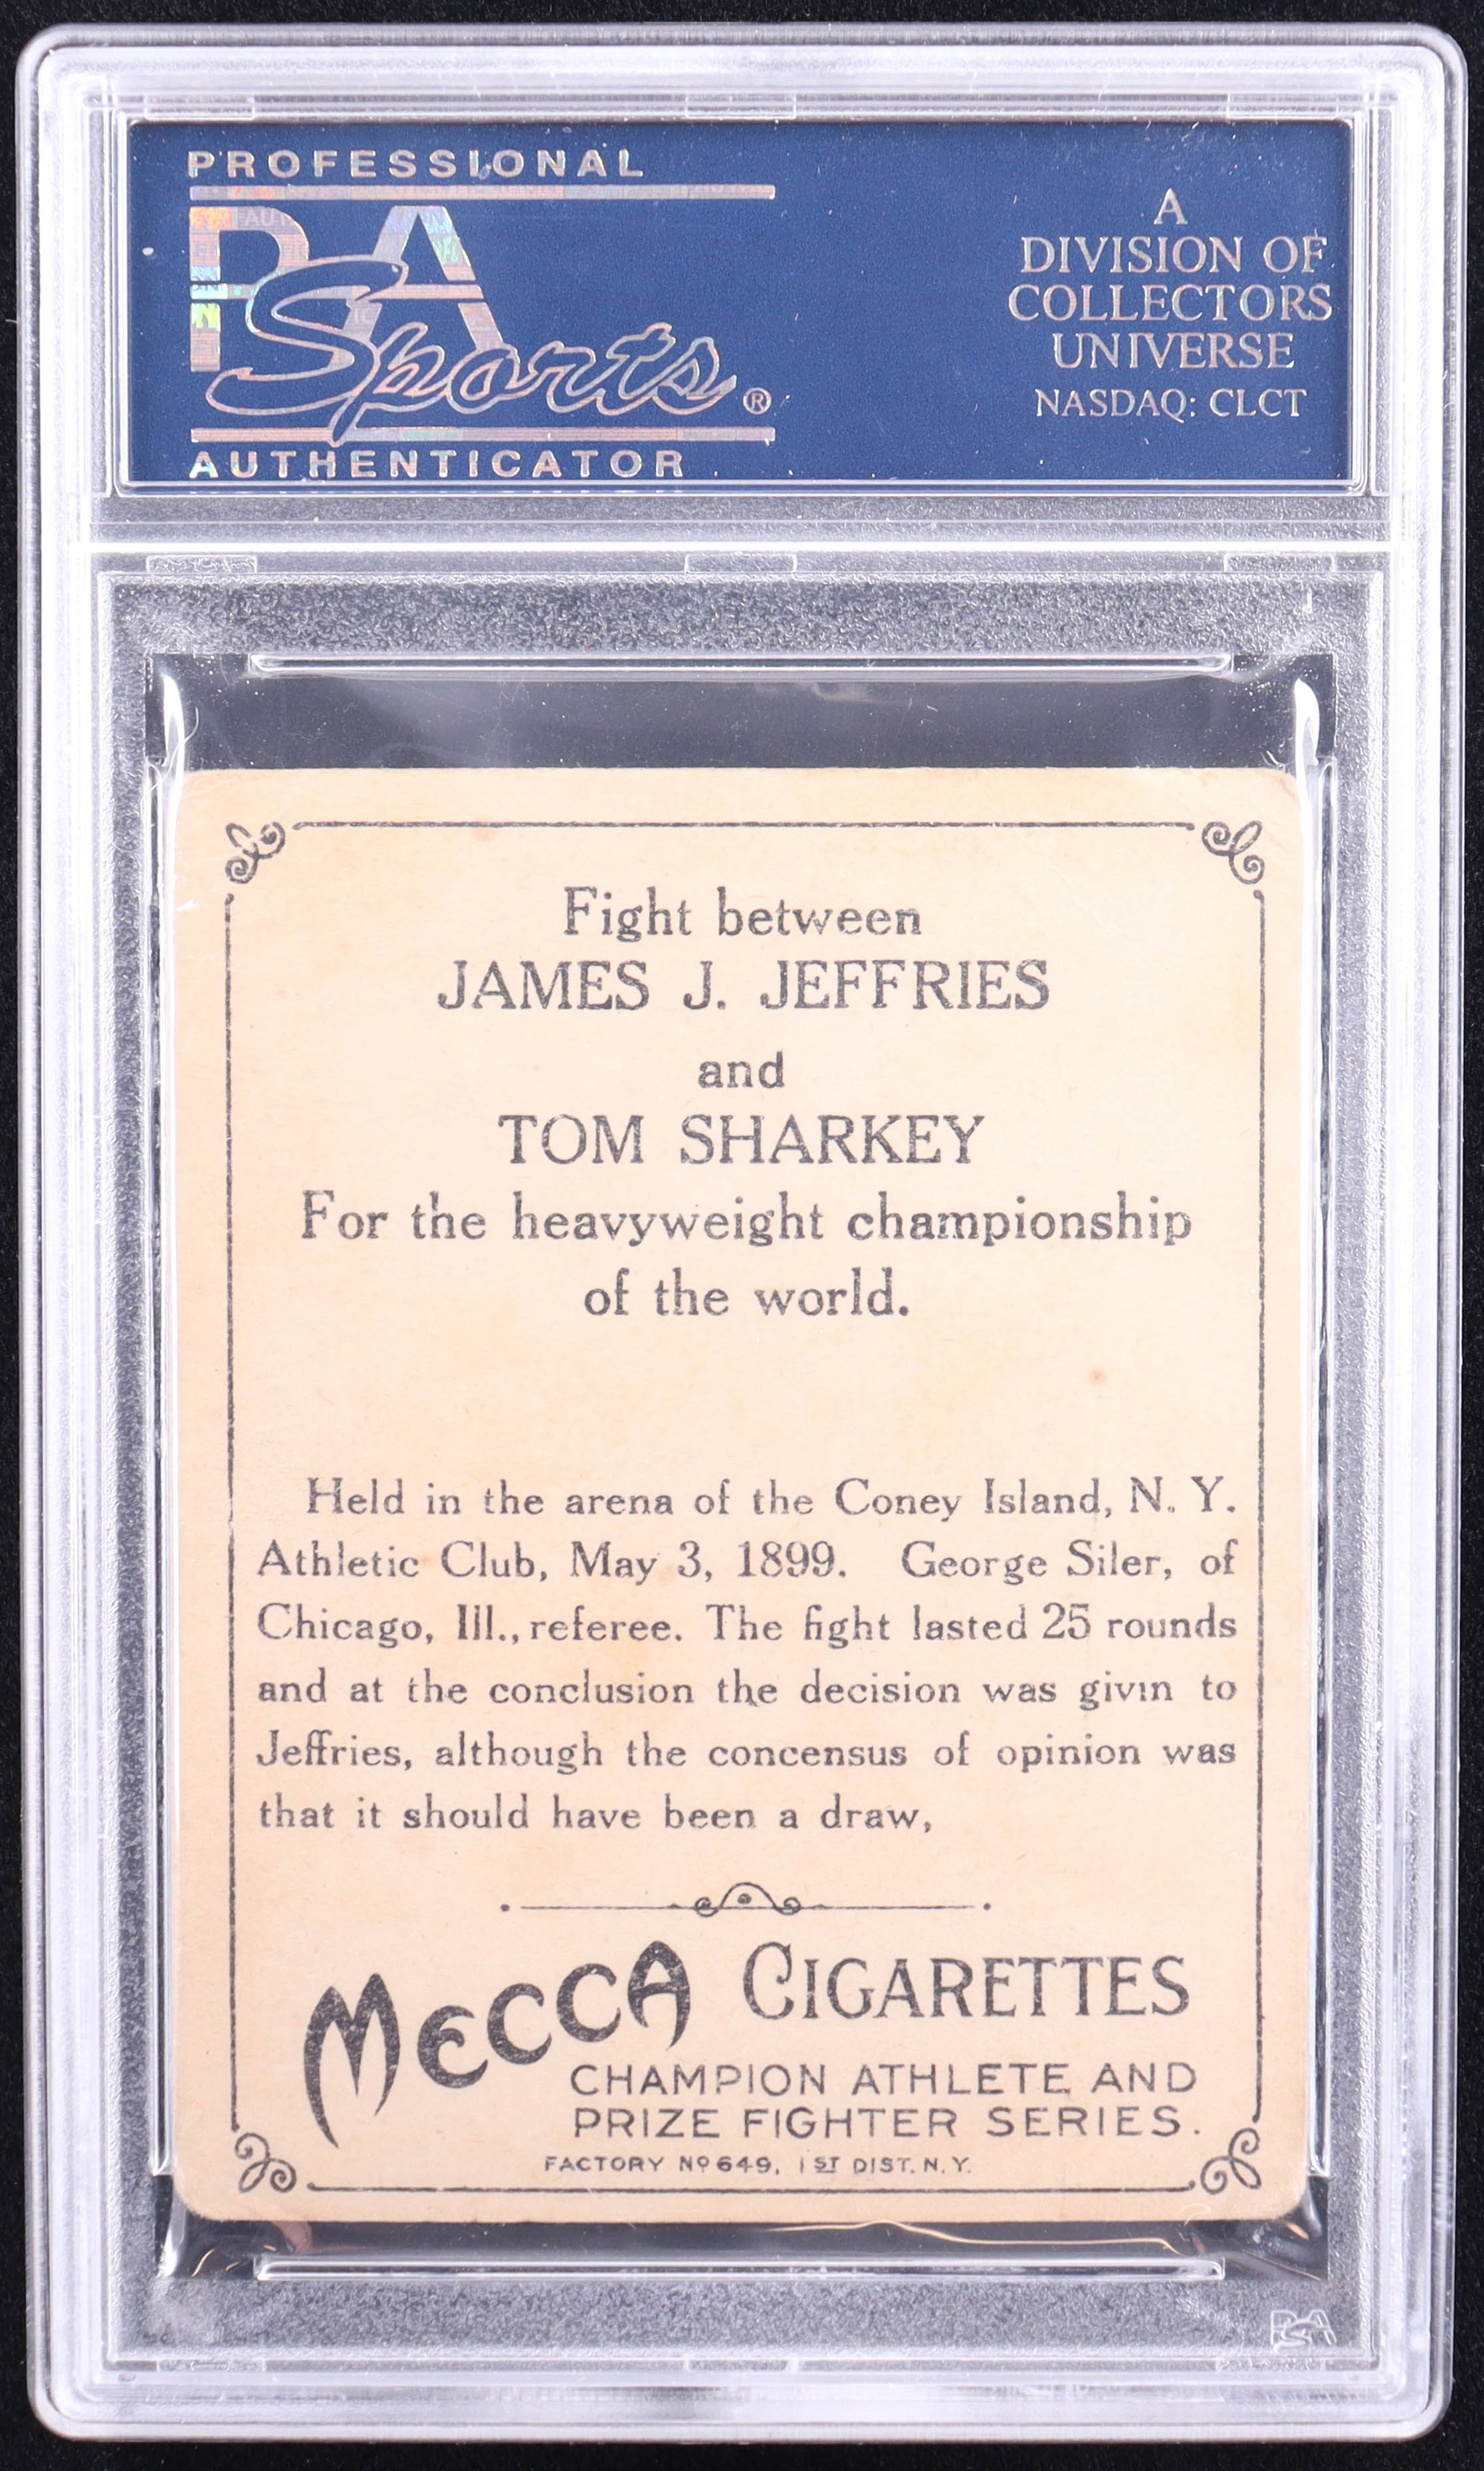 PROFESSIONAL
PSA
Sports ®
AUTHENTICATOR
A
DIVISION OF
COLLECTORS
UNIVERSE
NASDAQ: CLCT
Fight between
JAMES J. JEFFRIES
and
TOM SHARKEY
For the heavyweight championship
of the world.
Held in the arena of the Coney Island, N. Y.
Athletic Club, May 3, 1899. George Siler, of
Chicago, Ill., referee. The fight lasted 25 rounds
and at the conclusion the decision was givin to
Jeffries, although the concensus of opinion was
that it should have been a draw,
MECCA CIGARETTES
CHAMPION ATHLETE AND
PRIZE FIGHTER SERIES.
FACTORY Nº 649, 1ST DIST. N.Y.
PSA